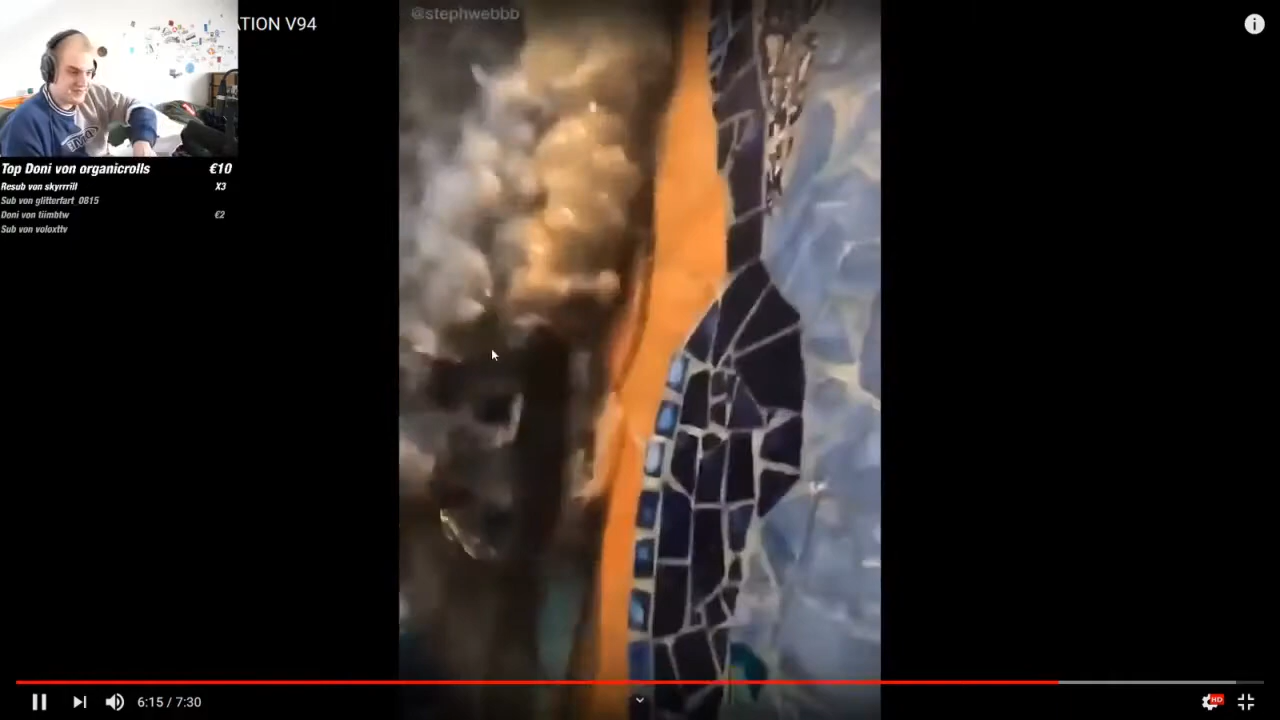 @stephwebbb
ATION V94
Top Doni von organicrolls €10
Resub von skyrrrill X3
Sub von glitterfart_0815
Doni von tiimbtw €2
Sub von voloxttv
6:15 / 7:30
HD